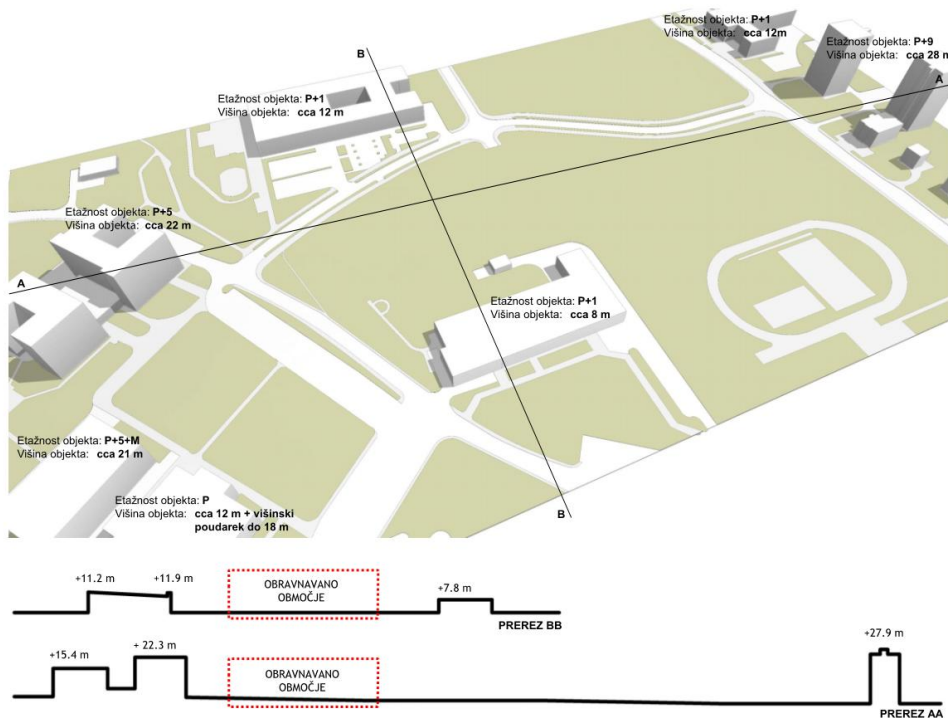 Etažnost objekta: P+1
Višina objekta: cca 12m
B
Etažnost objekta: P+9
Višina objekta: cca 28 m
A
Etažnost objekta: P+1
Višina objekta: cca 12 m
Etažnost objekta: P+5
Višina objekta: cca 22 m
A
Etažnost objekta: P+1
Višina objekta: cca 8 m
Etažnost objekta: P+5+M
Višina objekta: cca 21 m
Etažnost objekta: P
Višina objekta: cca 12 m + višinski
poudarek do 18 m
B
+11.2 m
+11.9 m
OBRAVNAVANO
OBMOČJE
+7.8 m
PREREZ BB
+15.4 m
+ 22.3 m
OBRAVNAVANO
OBMOČJE
+27.9 m
PREREZ AA